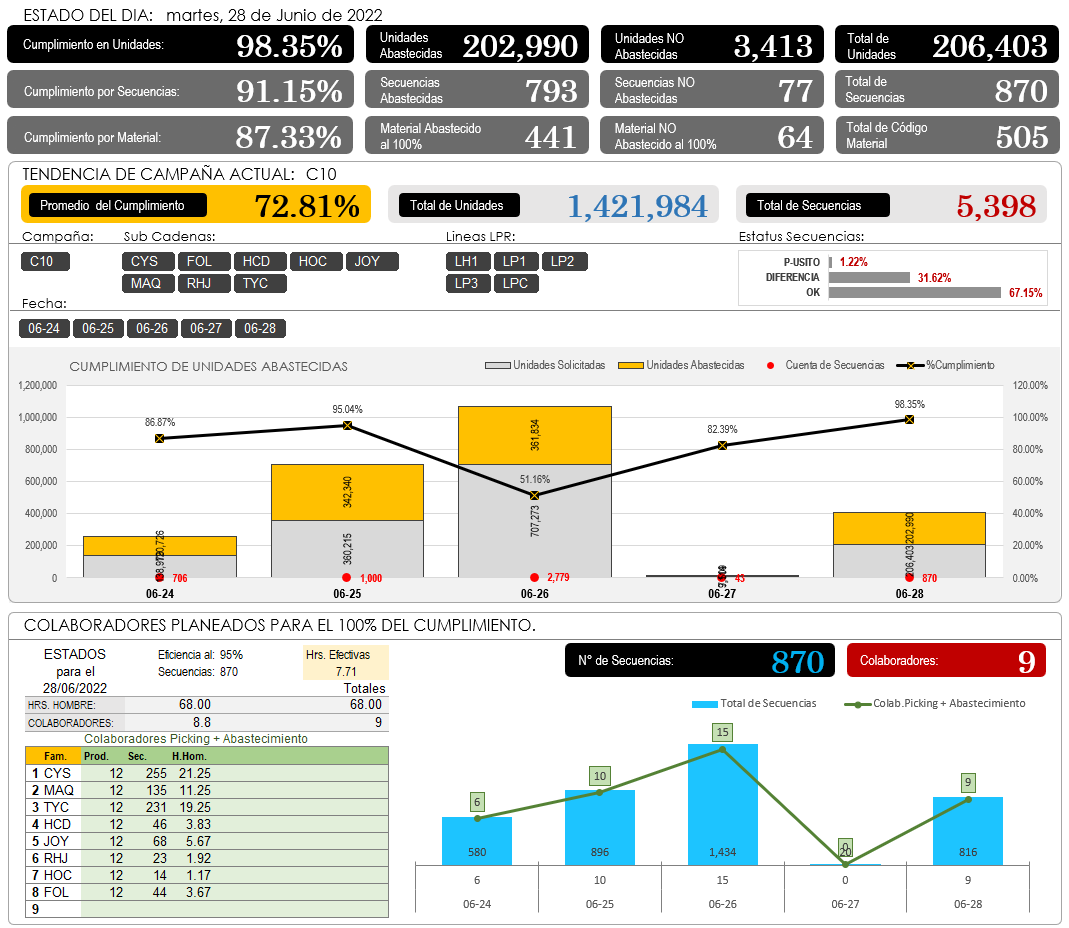 ESTADO DEL DIA: martes, 28 de Junio de 2022
Cumplimiento en Unidades: 98.35%
Unidades Abastecidas 202,990
Unidades NO Abastecidas 3,413
Total de Unidades 206,403
Cumplimiento por Secuencias: 91.15%
Secuencias Abastecidas 793
Secuencias NO Abastecidas 77
Total de Secuencias 870
Cumplimiento por Material: 87.33%
Material Abastecido al 100% 441
Material NO Abastecido al 100% 64
Total de Código Material 505
TENDENCIA DE CAMPAÑA ACTUAL: C10
Promedio del Cumplimiento 72.81%
Total de Unidades 1,421,984
Total de Secuencias 5,398
Campaña: Sub Cadenas: Lineas LPR: Estatus Secuencias:
C10 CYS FOL HCD HOC JOY LH1 LP1 LP2
MAQ RHJ TYC LP3 LPC
P-USITO 1.22%
DIFERENCIA 31.62%
OK 67.15%
Fecha:
06-24 06-25 06-26 06-27 06-28
CUMPLIMIENTO DE UNIDADES ABASTECIDAS
Unidades Solicitadas Unidades Abastecidas Cuenta de Secuencias %Cumplimiento
1,200,000 120.00%
1,000,000 100.00%
800,000 80.00%
600,000 60.00%
400,000 40.00%
200,000 20.00%
0 0.00%
86.87% 95.04% 51.16% 82.39% 98.35%
342,340 361,834 202,990
360,215 707,273 206,403
706 1,000 2,779 43 870
06-24 06-25 06-26 06-27 06-28
COLABORADORES PLANEADOS PARA EL 100% DEL CUMPLIMIENTO.
ESTADOS para el 28/06/2022
Eficiencia al: 95%
Secuencias: 870
Hrs. Efectivas
7.71
Totales
HRS. HOMBRE: 68.00 68.00
COLABORADORES: 8.8 9
Colaboradores Picking + Abastecimiento
Fam. Prod. Sec. H.Hom.
1 CYS 12 255 21.25
2 MAQ 12 135 11.25
3 TYC 12 231 19.25
4 HCD 12 46 3.83
5 JOY 12 68 5.67
6 RHJ 12 23 1.92
7 HOC 12 14 1.17
8 FOL 12 44 3.67
9
N° de Secuencias: 870
Colaboradores: 9
Total de Secuencias Colab.Picking + Abastecimiento
6 10 15 0 9
580 896 1,434 20 816
6 10 15 0 9
06-24 06-25 06-26 06-27 06-28